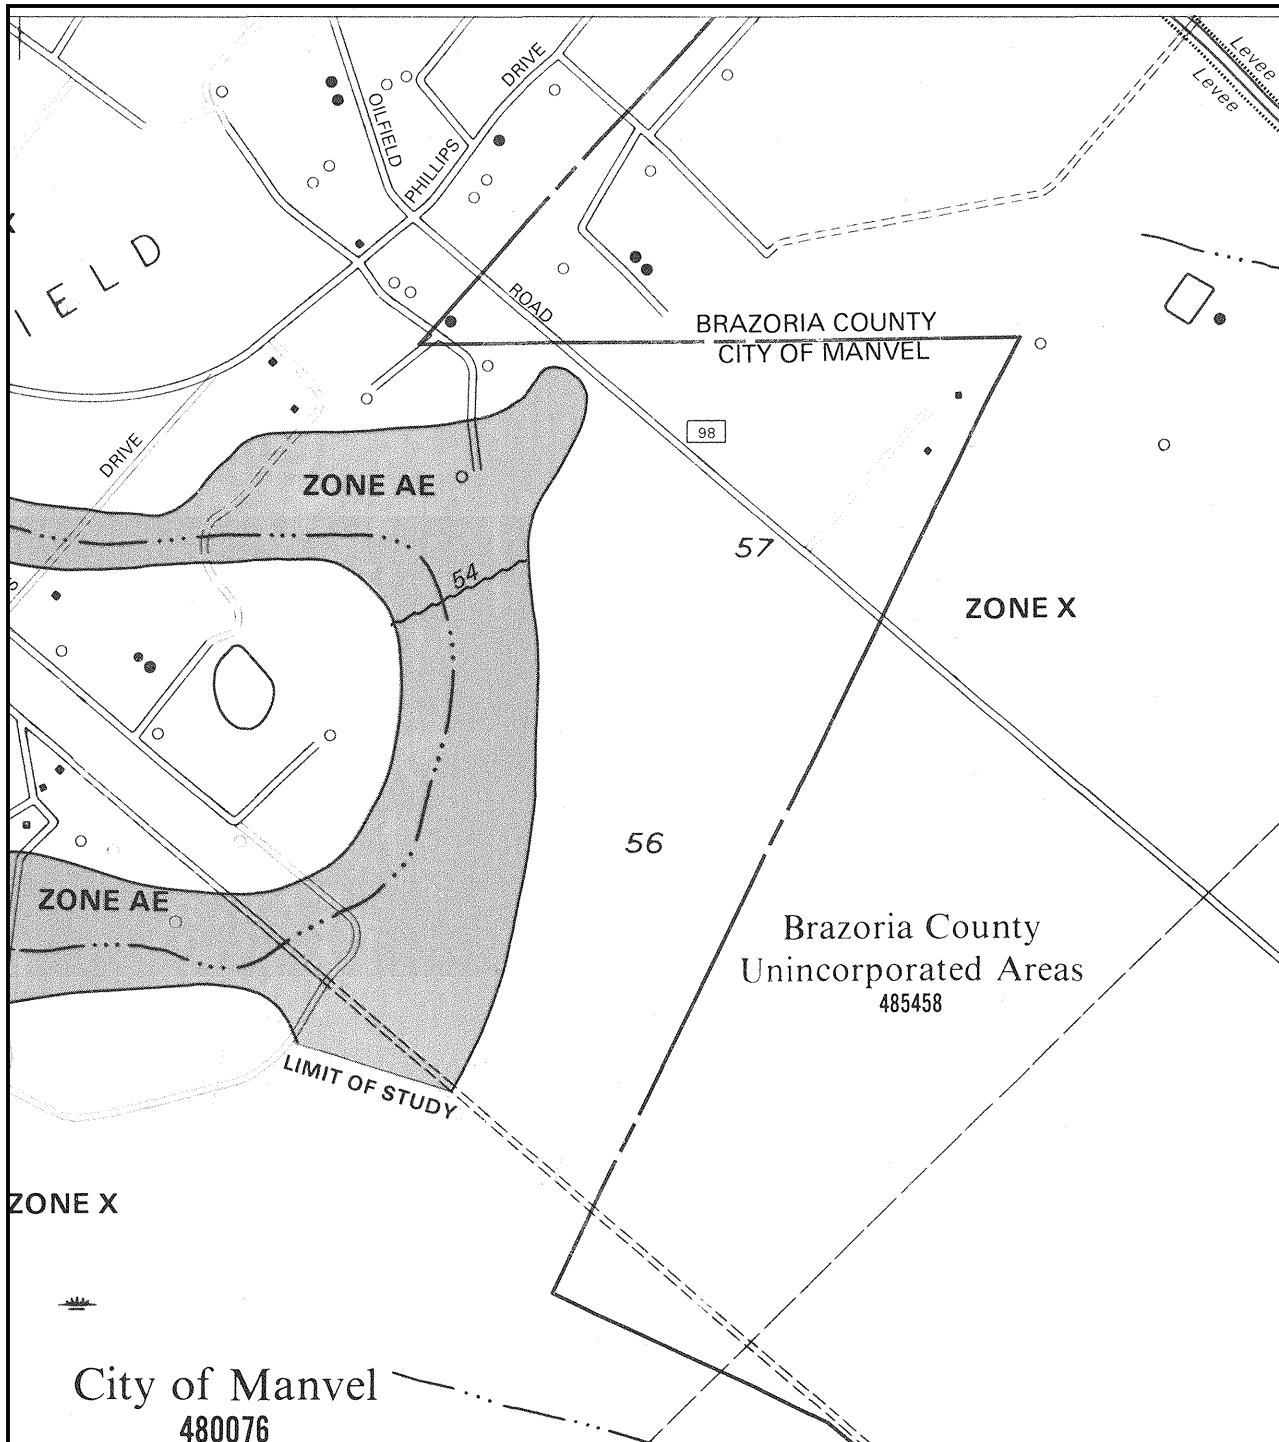 Levee
Levee
DRIVE
OILFIELD
PHILLIPS
IELD
ROAD
BRAZORIA COUNTY
CITY OF MANVEL
98
DRIVE
ZONE AE
57
54
ZONE X
56
ZONE AE
Brazoria County
Unincorporated Areas
485458
LIMIT OF STUDY
ZONE X
City of Manvel
480076